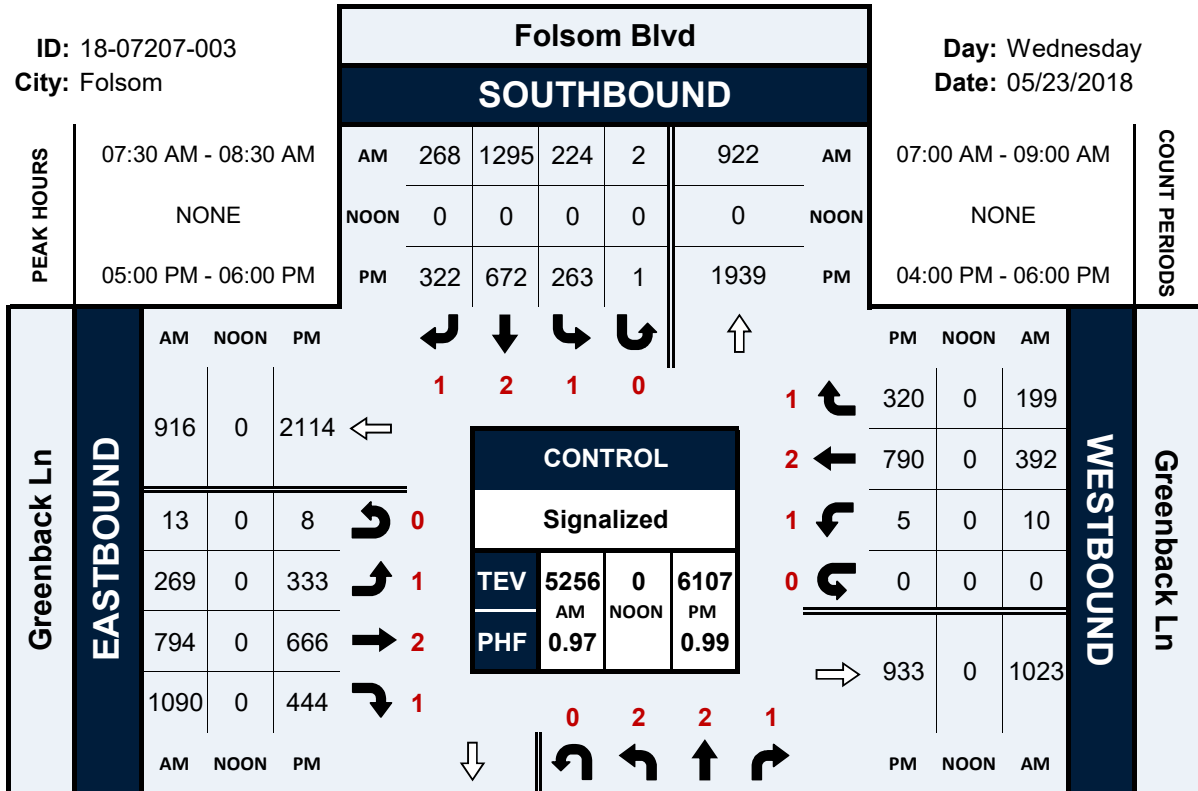 ID: 18-07207-003
City: Folsom
Folsom Blvd
SOUTHBOUND
Day: Wednesday
Date: 05/23/2018
PEAK HOURS
07:30 AM - 08:30 AM
NONE
05:00 PM - 06:00 PM
AM 268 1295 224 2 922 AM
NOON 0 0 0 0 0 NOON
PM 322 672 263 1 1939 PM
07:00 AM - 09:00 AM
NONE
04:00 PM - 06:00 PM
COUNT PERIODS
1 2 1 0
Greenback Ln
EASTBOUND
AM NOON PM
916 0 2114
13 0 8 0
269 0 333 1
794 0 666 2
1090 0 444 1
AM NOON PM
CONTROL
Signalized
TEV 5256 0 6107
AM NOON PM
PHF 0.97 0.99
PM NOON AM
1 320 0 199
2 790 0 392
1 5 0 10
0 0 0 0
933 0 1023
PM NOON AM
WESTBOUND
Greenback Ln
0 2 2 1